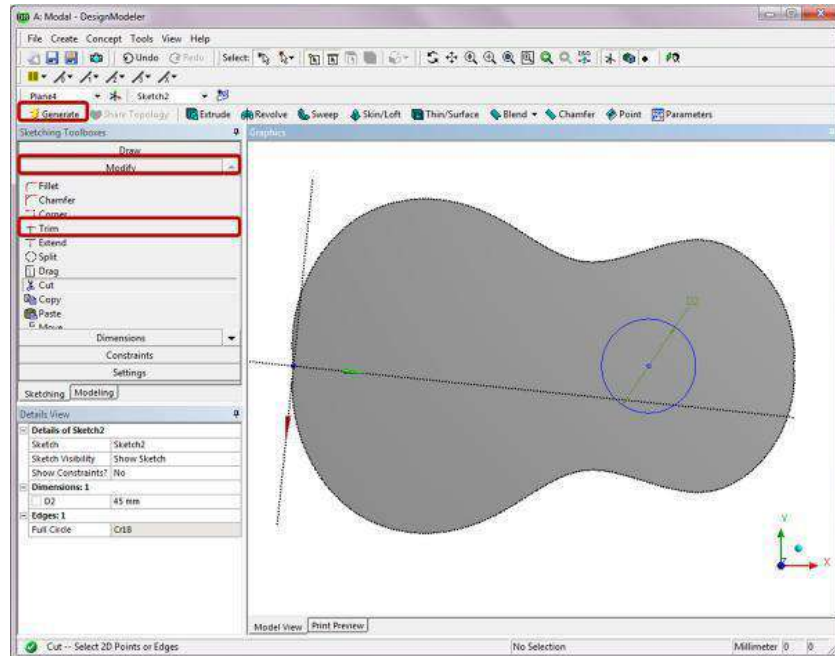 A: Modal - DesignModeler
File Create Concept Tools View Help
Undo Redo Select:
Plane4 Sketch2
Generate Share Topology Extrude Revolve Sweep Skin/Loft Thin/Surface Blend Chamfer Point Parameters
Sketching Toolboxes
Graphics
Draw
Modify
Fillet
Chamfer
Corner
Trim
Extend
Split
Drag
Cut
Copy
Paste
Move
Dimensions
Constraints
Settings
Sketching Modeling
Details View
Details of Sketch2
Sketch Sketch2
Sketch Visibility Show Sketch
Show Constraints? No
Dimensions: 1
D2 45 mm
Edges: 1
Full Circle Cr18
D2
Y
X
Z
Model View Print Preview
Cut -- Select 2D Points or Edges No Selection Millimeter 0 0